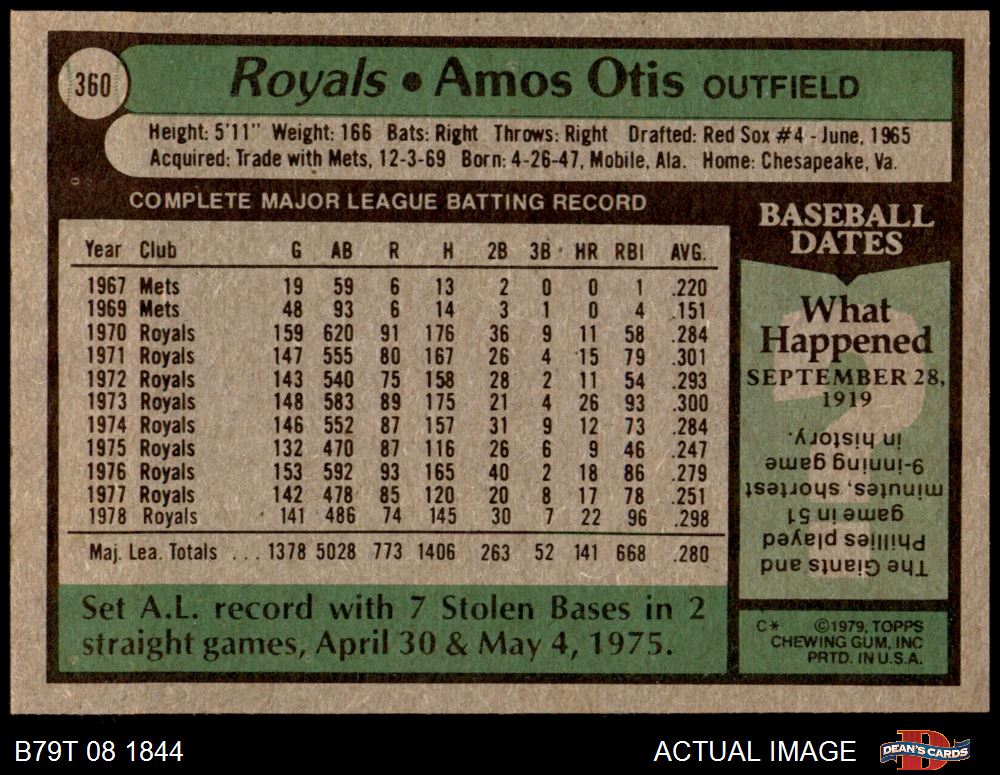 360
Royals • Amos Otis OUTFIELD
Height: 5'11" Weight: 166 Bats: Right Throws: Right Drafted: Red Sox #4 - June, 1965
Acquired: Trade with Mets, 12-3-69 Born: 4-26-47, Mobile, Ala. Home: Chesapeake, Va.
COMPLETE MAJOR LEAGUE BATTING RECORD
Year Club G AB R H 2B 3B HR RBI AVG.
1967 Mets 19 59 6 13 2 0 0 1 .220
1969 Mets 48 93 6 14 3 1 0 4 .151
1970 Royals 159 620 91 176 36 9 11 58 .284
1971 Royals 147 555 80 167 26 4 15 79 .301
1972 Royals 143 540 75 158 28 2 11 54 .293
1973 Royals 148 583 89 175 21 4 26 93 .300
1974 Royals 146 552 87 157 31 9 12 73 .284
1975 Royals 132 470 87 116 26 6 9 46 .247
1976 Royals 153 592 93 165 40 2 18 86 .279
1977 Royals 142 478 85 120 20 8 17 78 .251
1978 Royals 141 486 74 145 30 7 22 96 .298
Maj. Lea. Totals ... 1378 5028 773 1406 263 52 141 668 .280
Set A.L. record with 7 Stolen Bases in 2
straight games, April 30 & May 4, 1975.
BASEBALL
DATES
What
Happened
SEPTEMBER 28,
1919
The Giants and
Phillies played
game in 51
minutes, shortest
9-inning game
in history.
C* ©1979, TOPPS
CHEWING GUM, INC
PRTD. IN U.S.A.
B79T 08 1844
ACTUAL IMAGE
D
DEAN'S CARDS